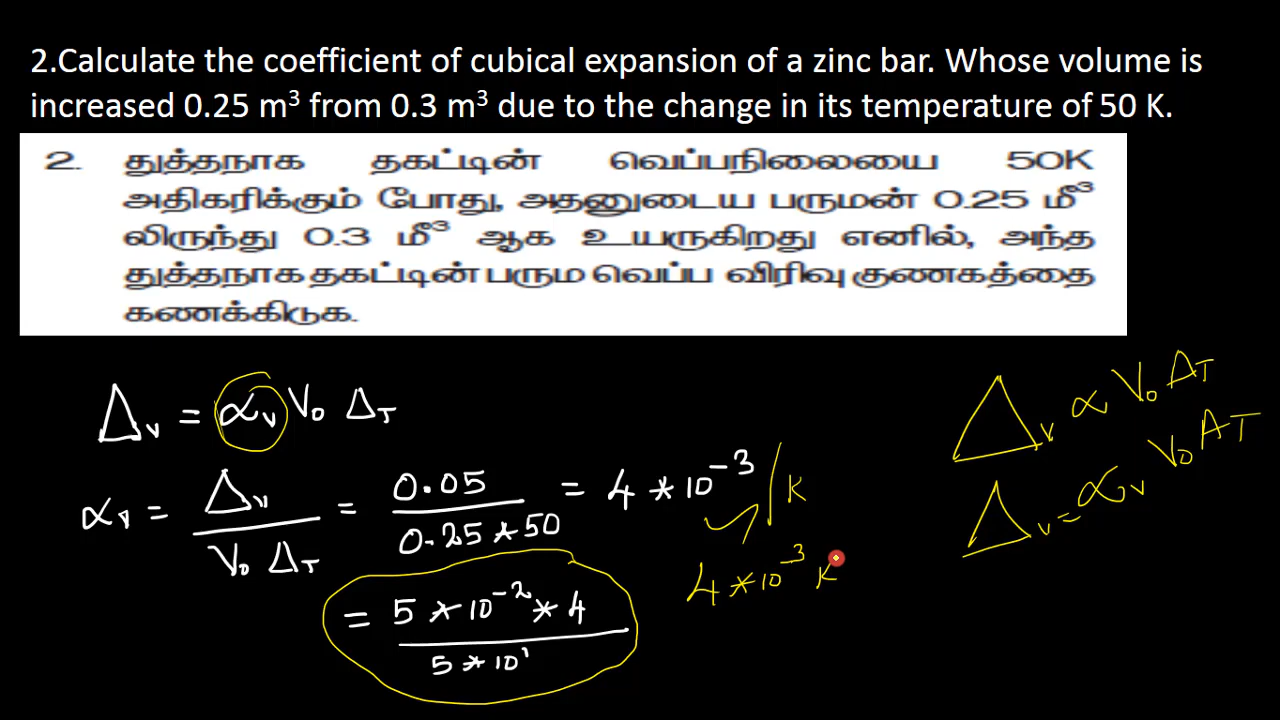 2.Calculate the coefficient of cubical expansion of a zinc bar. Whose volume is
increased 0.25 m³ from 0.3 m³ due to the change in its temperature of 50 K.
2. துத்தநாக தகட்டின் வெப்பநிலையை 50K
அதிகரிக்கும் போது, அதனுடைய பருமன் 0.25 மீ³
லிருந்து 0.3 மீ³ ஆக உயருகிறது எனில், அந்த
துத்தநாக தகட்டின் பரும வெப்ப விரிவு குணகத்தை
கணக்கிடுக.
Δv = αv V₀ ΔT
Δv α V₀ ΔT
Δv = αv V₀ ΔT
αv = Δv / V₀ ΔT = 0.05 / 0.25 * 50 = 4 * 10⁻³ / K
= 5 * 10⁻² * 4 / 5 * 10¹
4 * 10⁻³ K